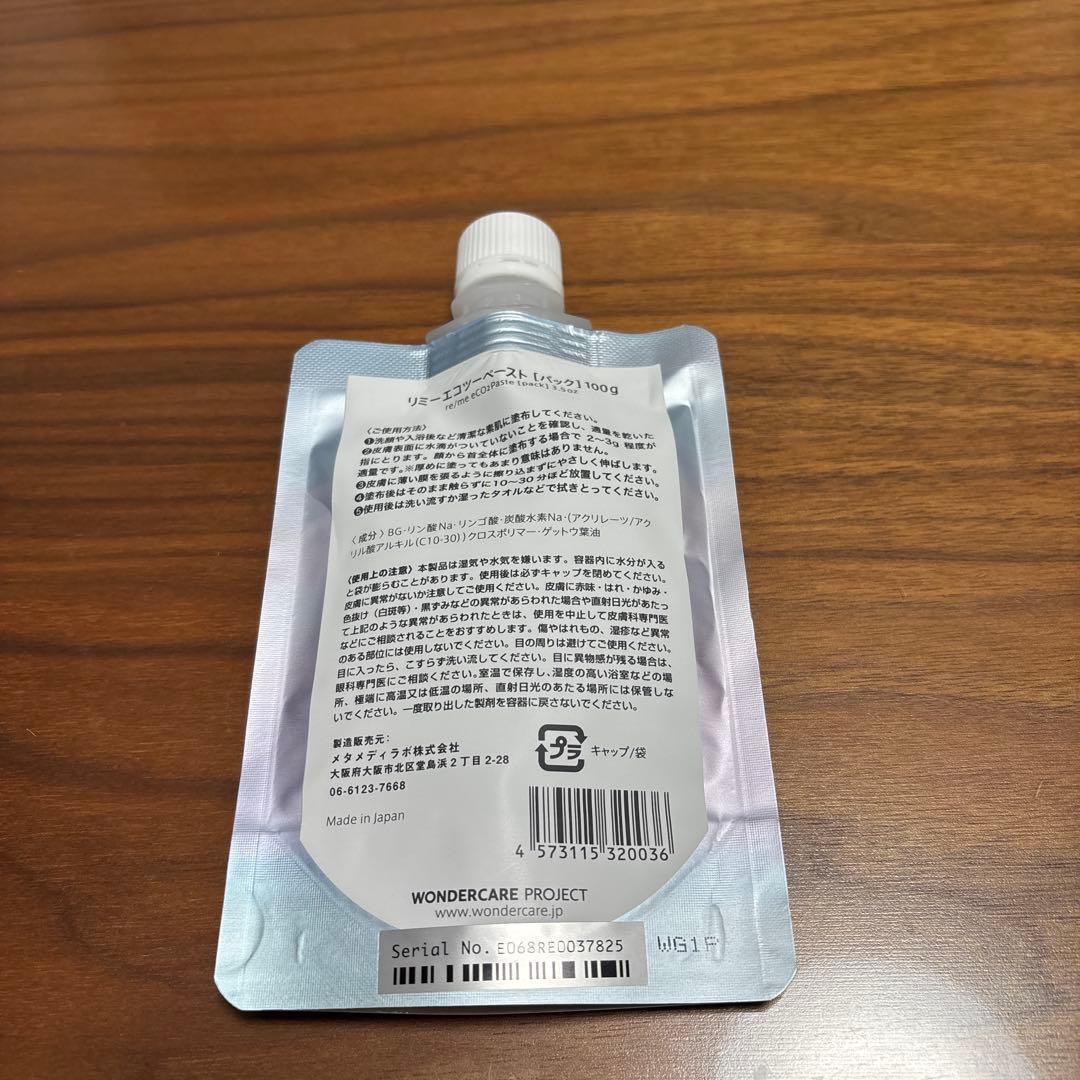 リミーエコツーペースト [パック] 100g
re/me eCO₂Paste [pack] 3.5oz
〈ご使用方法〉
❶洗顔や入浴後など清潔な素肌に塗布してください。
❷皮膚表面に水滴がついていないことを確認し、適量を乾いた
指にとります。顔から首全体に塗布する場合で 2〜3g 程度が
適量です。※厚めに塗ってもあまり意味はありません。
❸皮膚に薄い膜を張るように擦り込まずにやさしく伸ばします。
❹塗布後はそのまま触らずに10〜30分ほど放置してください。
❺使用後は洗い流すか湿ったタオルなどで拭きとってください。
〈成分〉BG・リン酸Na・リンゴ酸・炭酸水素Na・(アクリレーツ/アク
リル酸アルキル(C10-30))クロスポリマー・ゲットウ葉油
〈使用上の注意〉本製品は湿気や水気を嫌います。容器内に水分が入る
と袋が膨らむことがあります。使用後は必ずキャップを閉めてください。
皮膚に異常がないか注意してご使用ください。皮膚に赤味・はれ・かゆみ・
色抜け(白斑等)・黒ずみなどの異常があらわれた場合や直射日光があたっ
て上記のような異常があらわれたときは、使用を中止して皮膚科専門医
などにご相談されることをおすすめします。傷やはれもの、湿疹など異常
のある部位には使用しないでください。目の周りは避けてご使用ください。
目に入ったら、こすらず洗い流してください。目に異物感が残る場合は、
眼科専門医にご相談ください。室温で保存し、湿度の高い浴室などの場
所、極端に高温又は低温の場所、直射日光のあたる場所には保管しな
いでください。一度取り出した製剤を容器に戻さないでください。
製造販売元：
メタメディラボ株式会社
大阪府大阪市北区堂島浜2丁目2-28
06-6123-7668
プラ キャップ/袋
Made in Japan
4 573115 320036
WONDERCARE PROJECT
www.wondercare.jp
Serial No. E068RE0037825
WG1P